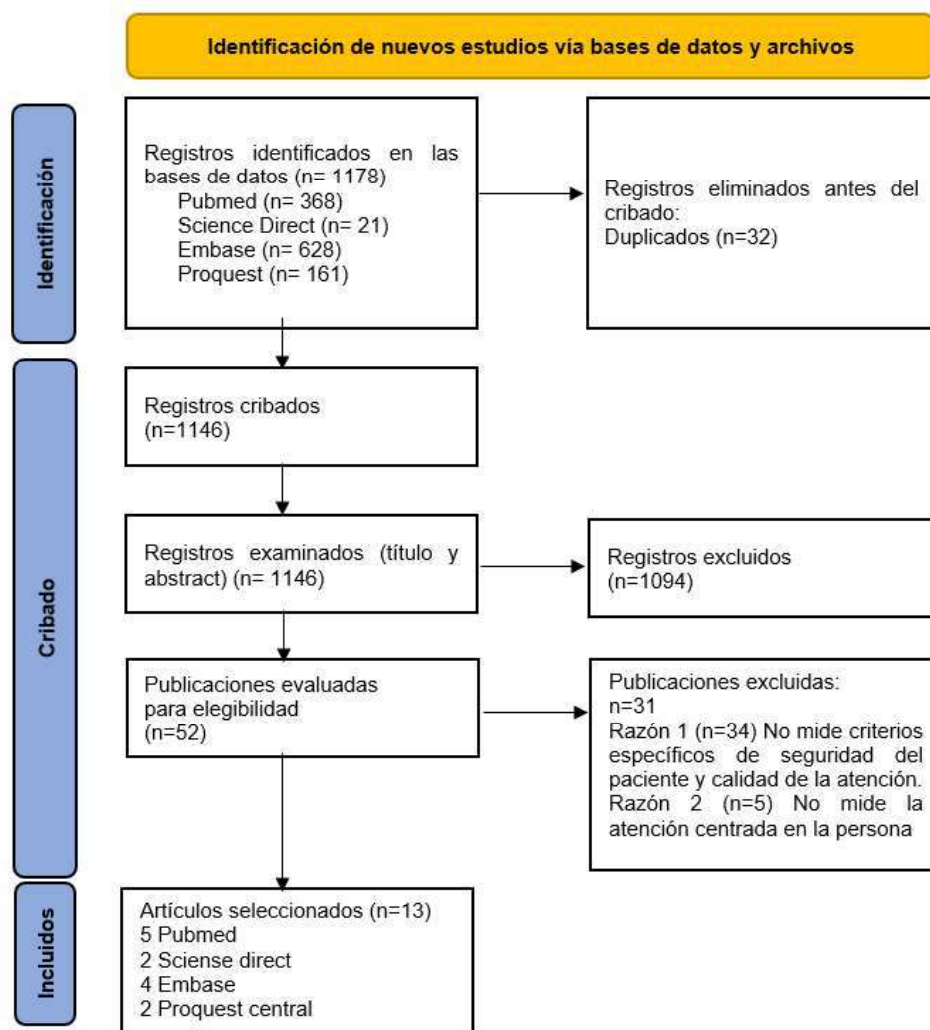 Identificación de nuevos estudios vía bases de datos y archivos
Identificación
Registros identificados en las
bases de datos (n= 1178)
Pubmed (n= 368)
Science Direct (n= 21)
Embase (n= 628)
Proquest (n= 161)
Registros eliminados antes del
cribado:
Duplicados (n=32)
Cribado
Registros cribados
(n=1146)
Registros examinados (título y
abstract) (n= 1146)
Registros excluidos
(n=1094)
Publicaciones evaluadas
para elegibilidad
(n=52)
Publicaciones excluidas:
n=31
Razón 1 (n=34) No mide criterios
específicos de seguridad del
paciente y calidad de la atención.
Razón 2 (n=5) No mide la
atención centrada en la persona
Incluidos
Artículos seleccionados (n=13)
5 Pubmed
2 Sciense direct
4 Embase
2 Proquest central